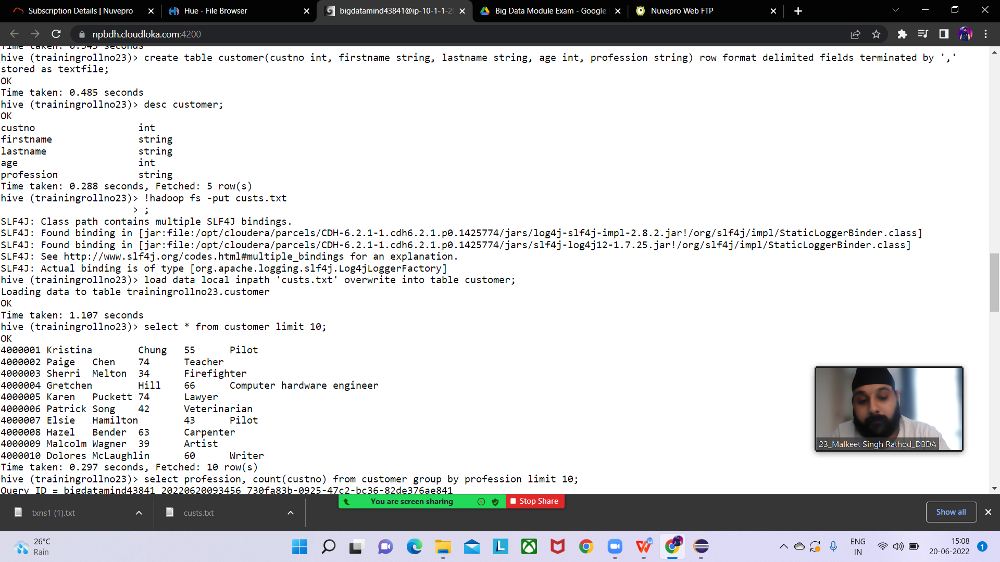 Subscription Details | Nuvepro
Hue - File Browser
bigdatamind43841@ip-10-1-1-20
Big Data Module Exam - Google
Nuvepro Web FTP
npbdh.cloudloka.com:4200
Time taken: 0.545 seconds
hive (trainingrollno23)> create table customer(custno int, firstname string, lastname string, age int, profession string) row format delimited fields terminated by ','
stored as textfile;
OK
Time taken: 0.485 seconds
hive (trainingrollno23)> desc customer;
OK
custno int
firstname string
lastname string
age int
profession string
Time taken: 0.288 seconds, Fetched: 5 row(s)
hive (trainingrollno23)> !hadoop fs -put custs.txt
> ;
SLF4J: Class path contains multiple SLF4J bindings.
SLF4J: Found binding in [jar:file:/opt/cloudera/parcels/CDH-6.2.1-1.cdh6.2.1.p0.1425774/jars/log4j-slf4j-impl-2.8.2.jar!/org/slf4j/impl/StaticLoggerBinder.class]
SLF4J: Found binding in [jar:file:/opt/cloudera/parcels/CDH-6.2.1-1.cdh6.2.1.p0.1425774/jars/slf4j-log4j12-1.7.25.jar!/org/slf4j/impl/StaticLoggerBinder.class]
SLF4J: See http://www.slf4j.org/codes.html#multiple_bindings for an explanation.
SLF4J: Actual binding is of type [org.apache.logging.slf4j.Log4jLoggerFactory]
hive (trainingrollno23)> load data local inpath 'custs.txt' overwrite into table customer;
Loading data to table trainingrollno23.customer
OK
Time taken: 1.107 seconds
hive (trainingrollno23)> select * from customer limit 10;
OK
4000001 Kristina Chung 55 Pilot
4000002 Paige Chen 74 Teacher
4000003 Sherri Melton 34 Firefighter
4000004 Gretchen Hill 66 Computer hardware engineer
4000005 Karen Puckett 74 Lawyer
4000006 Patrick Song 42 Veterinarian
4000007 Elsie Hamilton 43 Pilot
4000008 Hazel Bender 63 Carpenter
4000009 Malcolm Wagner 39 Artist
4000010 Dolores McLaughlin 60 Writer
Time taken: 0.297 seconds, Fetched: 10 row(s)
hive (trainingrollno23)> select profession, count(custno) from customer group by profession limit 10;
Query ID = bigdatamind43841_20220620093456_730fa83b-0925-47c2-bc36-82de376ae841
23_Malkeet Singh Rathod_DBDA
You are screen sharing
Stop Share
txns1 (1).txt
custs.txt
Show all
26°C
Rain
ENG
IN
15:08
20-06-2022
1